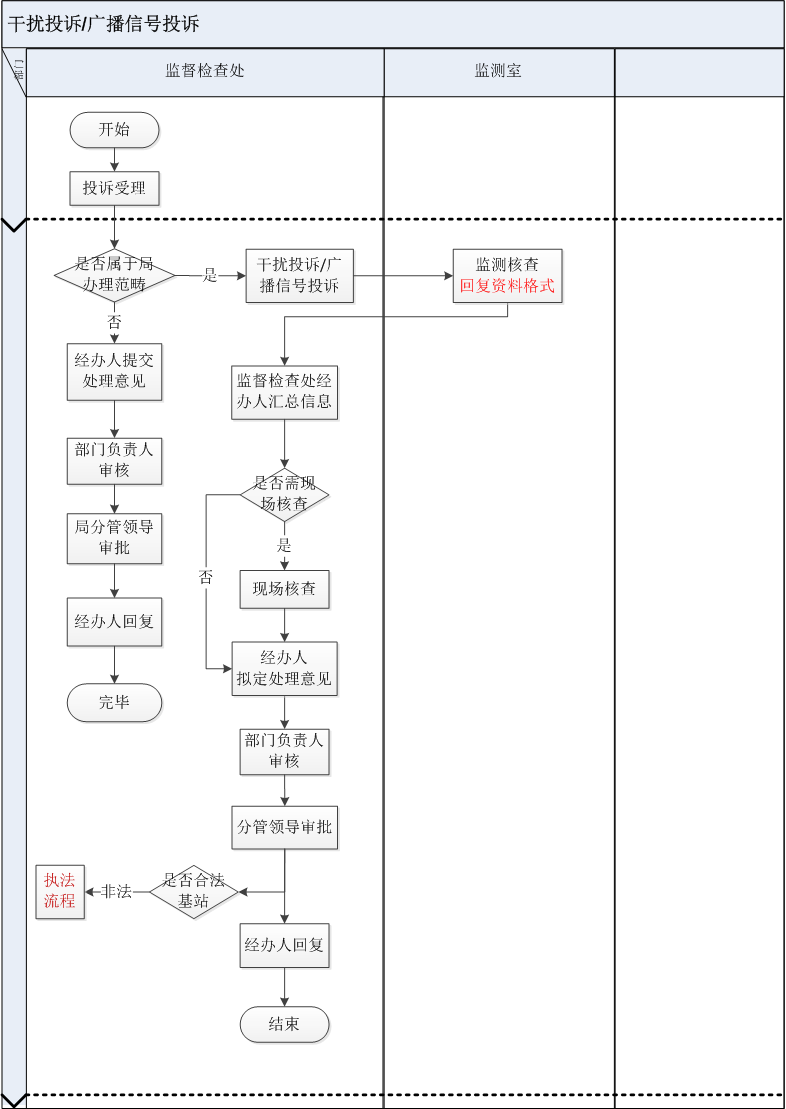 干扰投诉/广播信号投诉
部门
监督检查处
监测室
开始
投诉受理
是否属于局
办理范畴
是
干扰投诉/广
播信号投诉
监测核查
回复资料格式
否
经办人提交
处理意见
监督检查处经
办人汇总信息
部门负责人
审核
是否需现
场核查
局分管领导
审批
是
否
现场核查
经办人回复
经办人
拟定处理意见
完毕
部门负责人
审核
分管领导审批
执法
流程
非法
是否合法
基站
经办人回复
结束